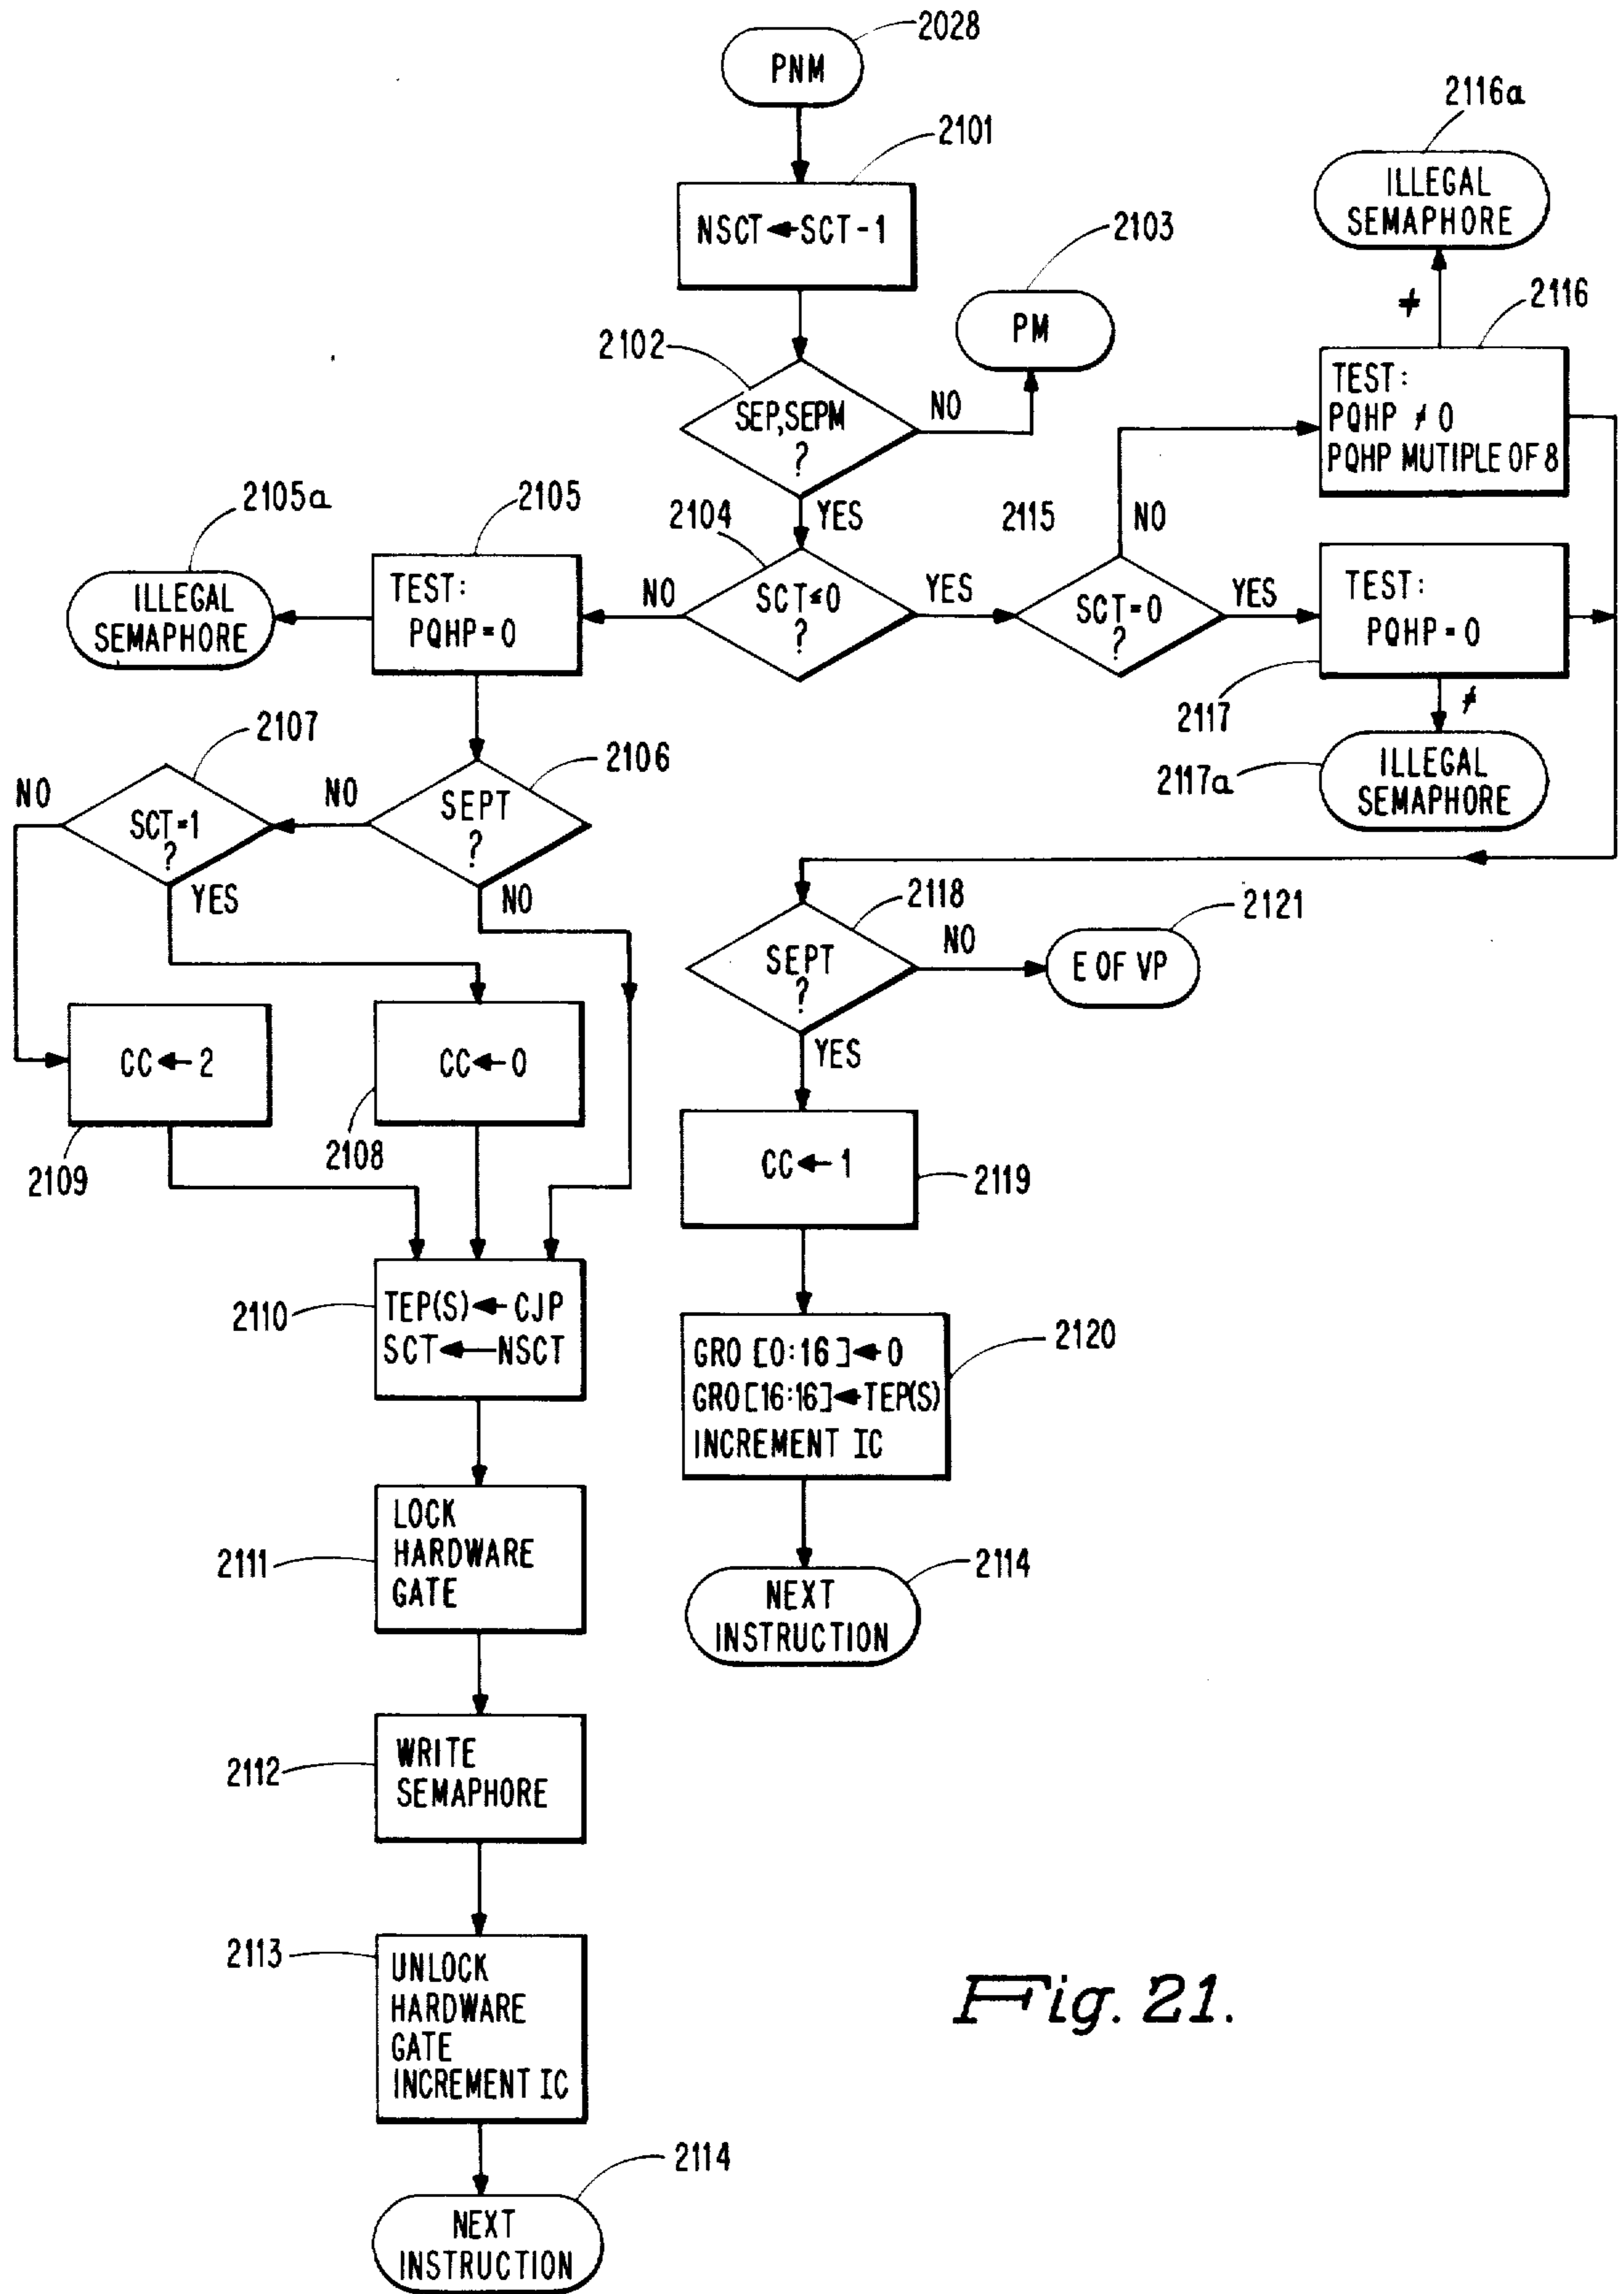 2028
PNM
2101
NSCT←SCT-1
2116a
ILLEGAL
SEMAPHORE
≠
2103
PM
2116
TEST:
PQHP ≠ 0
PQHP MUTIPLE OF 8
2102
SEP,SEPM
?
NO
YES
2105a
ILLEGAL
SEMAPHORE
2105
TEST:
PQHP=0
2104
SCT≤0
?
NO
YES
2115
NO
SCT=0
?
YES
TEST:
PQHP=0
2117
≠
2117a
ILLEGAL
SEMAPHORE
2107
NO
SCT=1
?
YES
NO
2106
SEPT
?
NO
2118
SEPT
?
NO
YES
2121
E OF VP
CC←2
2109
CC←0
2108
CC←1
2119
2110
TEP(S)←CJP
SCT←NSCT
GRO [0:16]←0
GRO[16:16]←TEP(S)
INCREMENT IC
2120
2111
LOCK
HARDWARE
GATE
2114
NEXT
INSTRUCTION
2112
WRITE
SEMAPHORE
2113
UNLOCK
HARDWARE
GATE
INCREMENT IC
2114
NEXT
INSTRUCTION
Fig. 21.